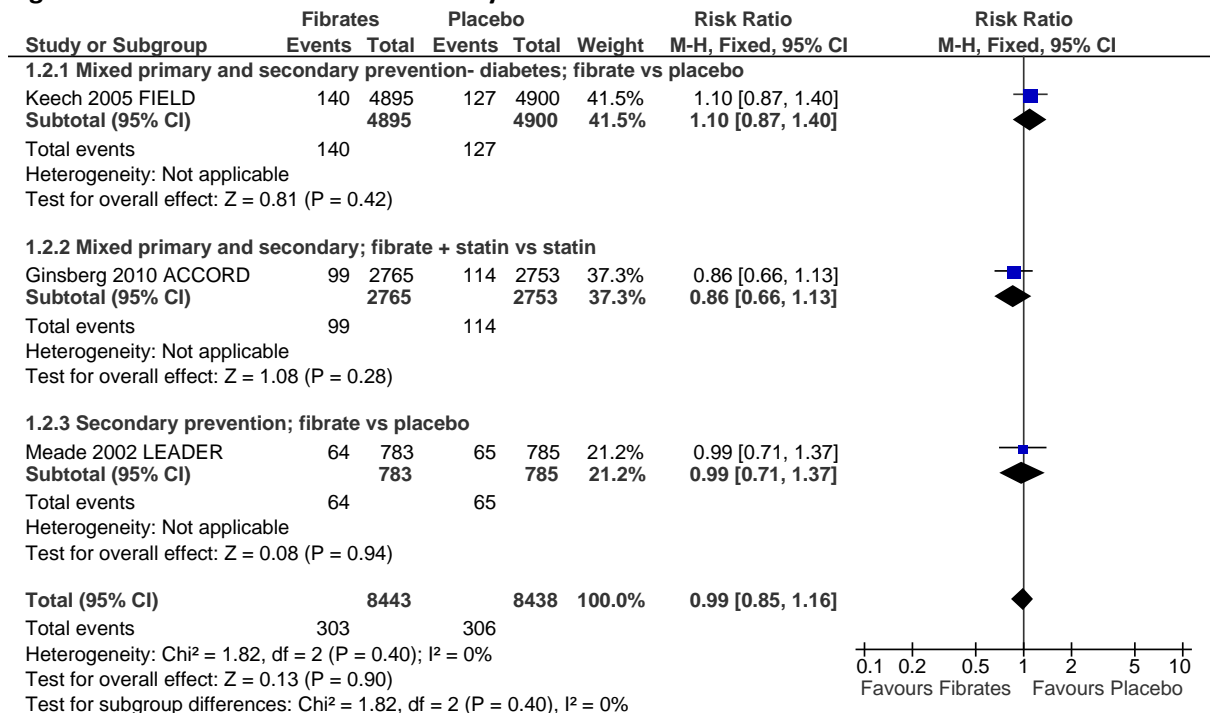 Fibrates Placebo Risk Ratio Risk Ratio
Study or Subgroup Events Total Events Total Weight M-H, Fixed, 95% CI M-H, Fixed, 95% CI
1.2.1 Mixed primary and secondary prevention- diabetes; fibrate vs placebo
Keech 2005 FIELD 140 4895 127 4900 41.5% 1.10 [0.87, 1.40]
Subtotal (95% CI) 4895 4900 41.5% 1.10 [0.87, 1.40]
Total events 140 127
Heterogeneity: Not applicable
Test for overall effect: Z = 0.81 (P = 0.42)
1.2.2 Mixed primary and secondary; fibrate + statin vs statin
Ginsberg 2010 ACCORD 99 2765 114 2753 37.3% 0.86 [0.66, 1.13]
Subtotal (95% CI) 2765 2753 37.3% 0.86 [0.66, 1.13]
Total events 99 114
Heterogeneity: Not applicable
Test for overall effect: Z = 1.08 (P = 0.28)
1.2.3 Secondary prevention; fibrate vs placebo
Meade 2002 LEADER 64 783 65 785 21.2% 0.99 [0.71, 1.37]
Subtotal (95% CI) 783 785 21.2% 0.99 [0.71, 1.37]
Total events 64 65
Heterogeneity: Not applicable
Test for overall effect: Z = 0.08 (P = 0.94)
Total (95% CI) 8443 8438 100.0% 0.99 [0.85, 1.16]
Total events 303 306
Heterogeneity: Chi² = 1.82, df = 2 (P = 0.40); I² = 0%
Test for overall effect: Z = 0.13 (P = 0.90)
Test for subgroup differences: Chi² = 1.82, df = 2 (P = 0.40), I² = 0%
0.1 0.2 0.5 1 2 5 10
Favours Fibrates Favours Placebo